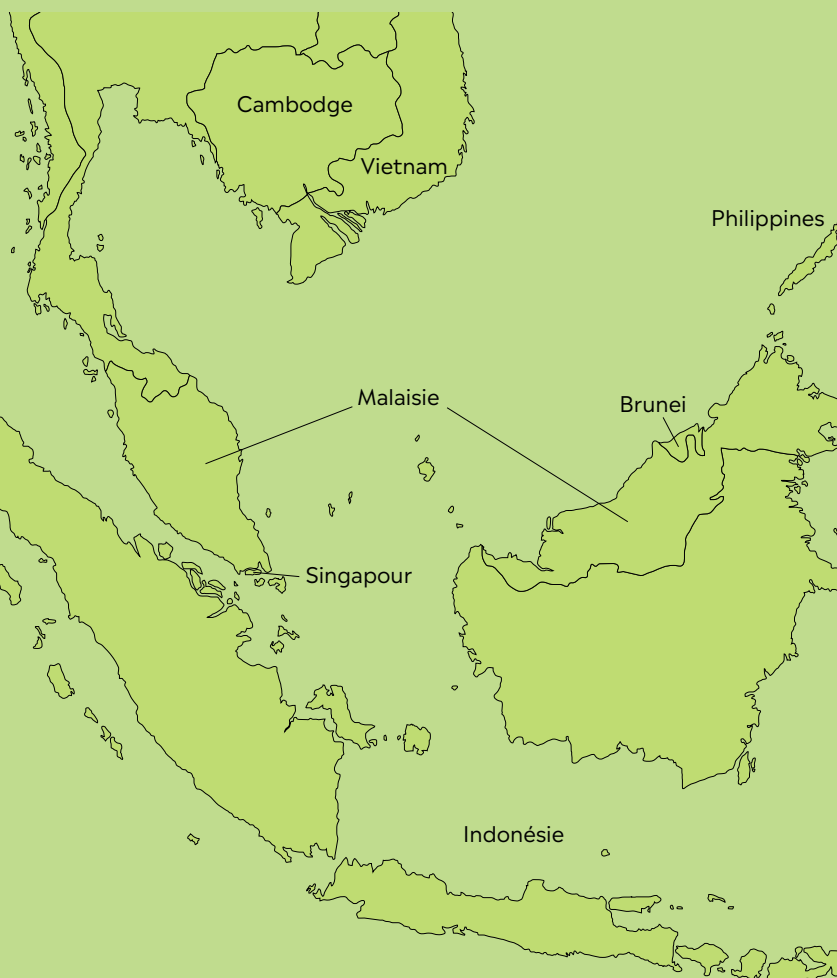 Cambodge
Vietnam
Philippines
Malaisie
Brunei
Singapour
Indonésie